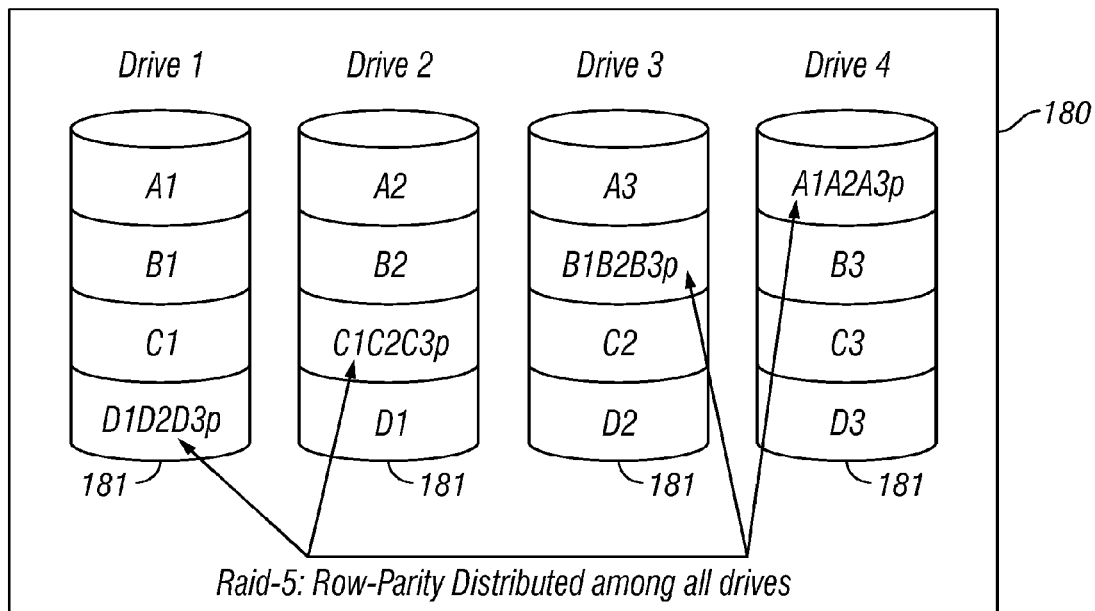 Drive 1 Drive 2 Drive 3 Drive 4
180
A1 A2 A3 A1A2A3p
B1 B2 B1B2B3p B3
C1 C1C2C3p C2 C3
D1D2D3p D1 D2 D3
181 181 181 181
Raid-5: Row-Parity Distributed among all drives